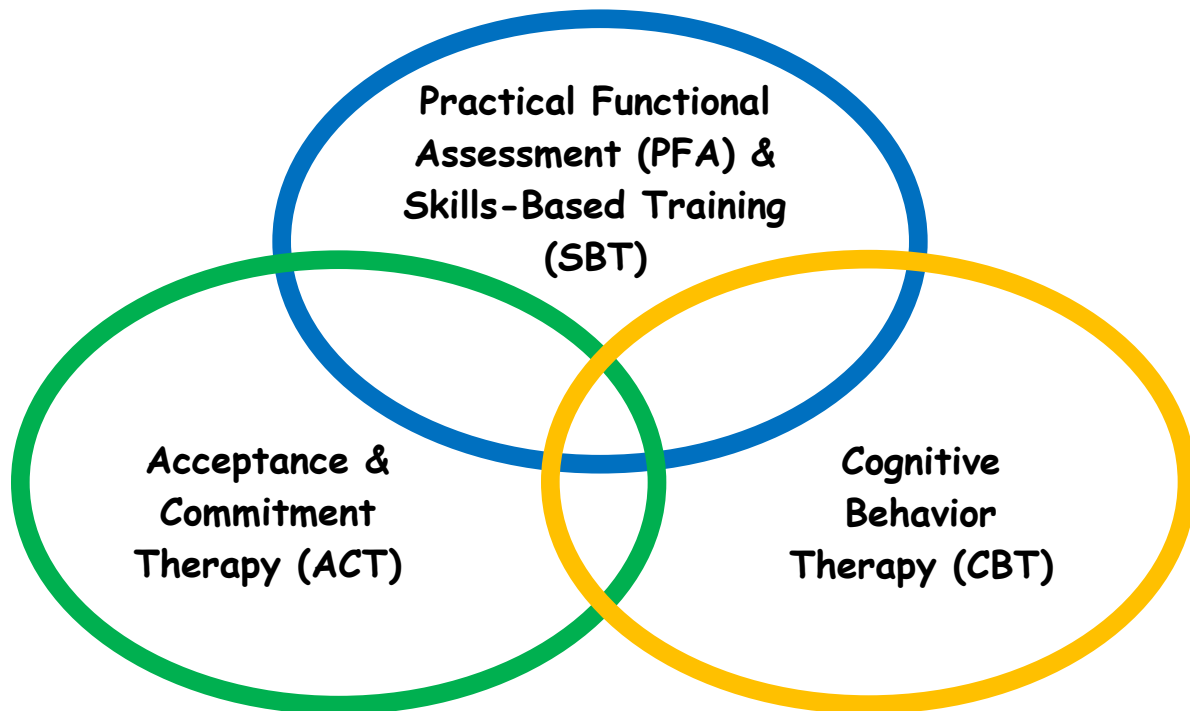 Practical Functional
Assessment (PFA) &
Skills-Based Training
(SBT)
Acceptance &
Commitment
Therapy (ACT)
Cognitive
Behavior
Therapy (CBT)